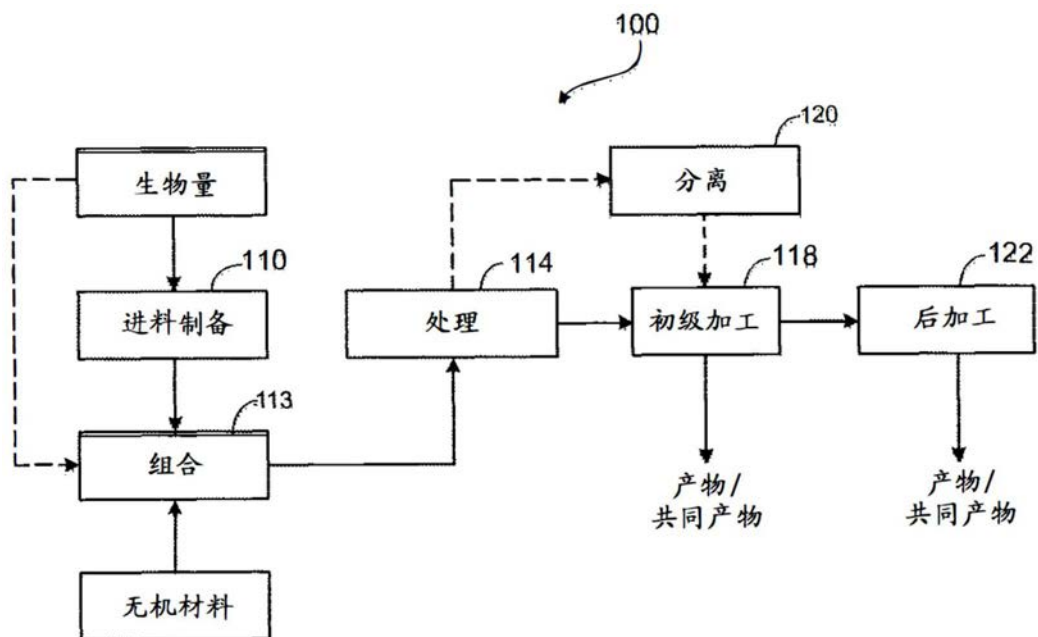 100
120
生物量
分离
110
114
118
122
进料制备
处理
初级加工
后加工
113
组合
产物/
共同产物
产物/
共同产物
无机材料